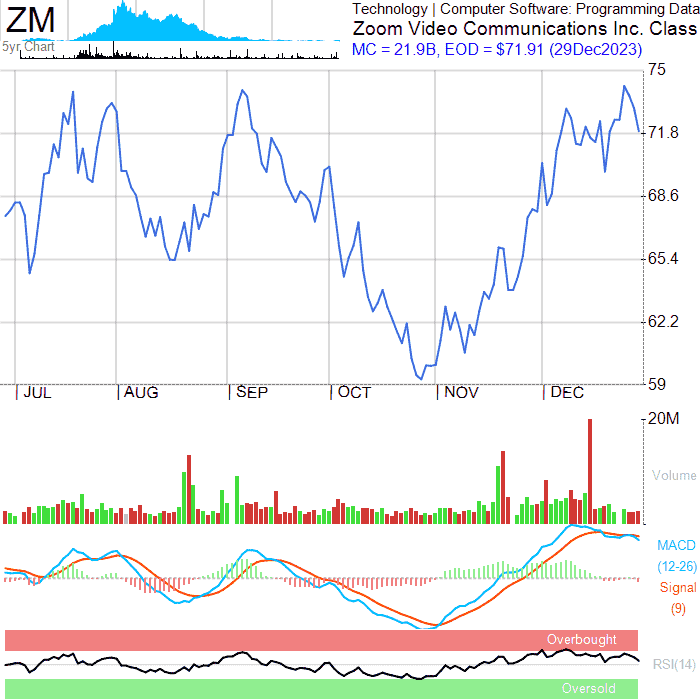 ZM
5yr Chart
Technology | Computer Software: Programming Data
Zoom Video Communications Inc. Class
MC = 21.9B, EOD = $71.91 (29Dec2023)
75
71.8
68.6
65.4
62.2
59
JUL AUG SEP OCT NOV DEC
20M
Volume
MACD
(12-26)
Signal
(9)
Overbought
RSI(14)
Oversold